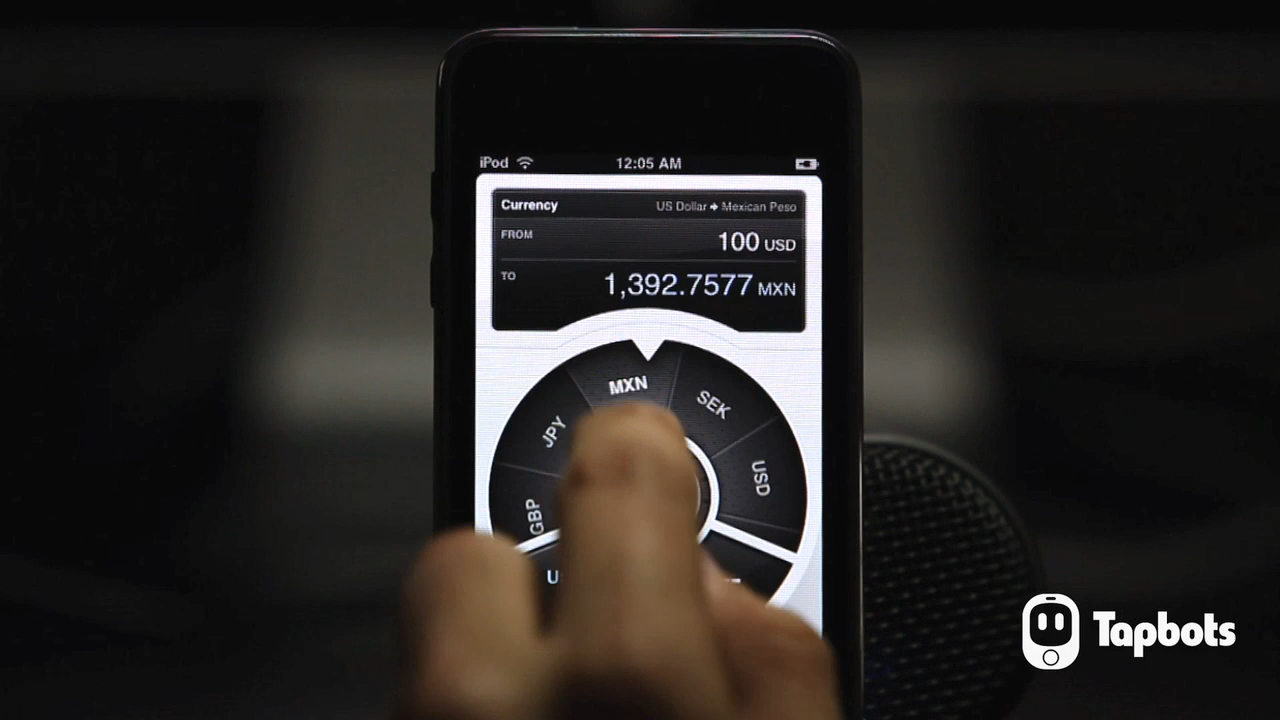 iPod 12:05 AM
Currency US Dollar → Mexican Peso
FROM 100 USD
TO 1,392.7577 MXN
MXN
SEK
JPY
USD
GBP
Tapbots